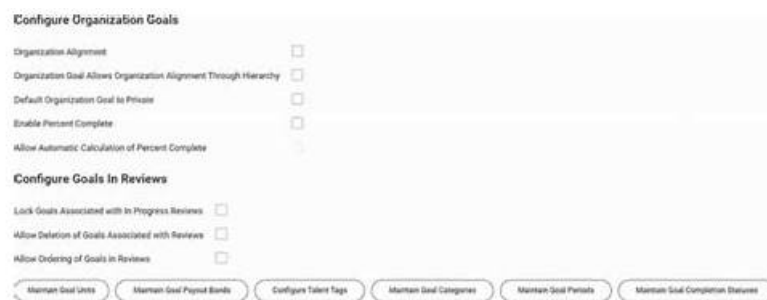 Configure Organization Goals
Organization Alignment
Organization Goal Allows Organization Alignment Through Hierarchy
Default Organization Goal to Private
Enable Percent Complete
Allow Automatic Calculation of Percent Complete
Configure Goals In Reviews
Lock Goals Associated with In Progress Reviews
Allow Deletion of Goals Associated with Reviews
Allow Ordering of Goals in Reviews
Maintain Goal Units Maintain Goal Payout Bands Configure Talent Tags Maintain Goal Categories Maintain Goal Periods Maintain Goal Completion Statuses